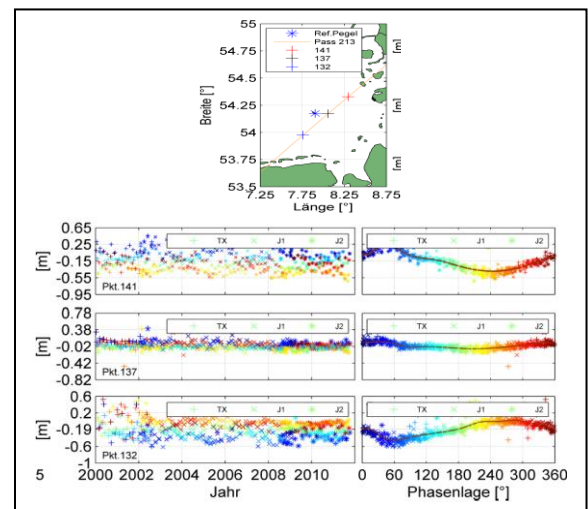 55
54.75
54.5
54.25
54
53.75
53.5
Breite [°]
Ref.Pegel
Pass 213
141
137
132
[m]
[m]
[m]
7.25 7.75 8.25 8.75
Länge [°]
0.65
0.25
-0.15
-0.55
-0.95
[m]
TX J1 J2
Pkt.141
TX J1 J2
0.78
0.38
-0.02
-0.42
-0.82
[m]
TX J1 J2
Pkt.137
TX J1 J2
0.6
0.2
-0.19
-0.6
-1
[m]
TX J1 J2
Pkt.132
TX J1 J2
5
2000 2002 2004 2006 2008 2010
Jahr
0 60 120 180 240 300 360
Phasenlage [°]